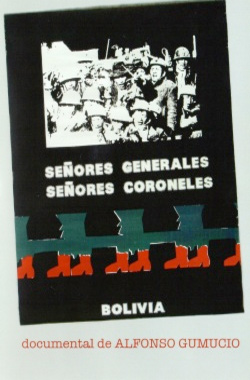 SEÑORES GENERALES
SEÑORES CORONELES
BOLIVIA
documental de ALFONSO GUMUCIO